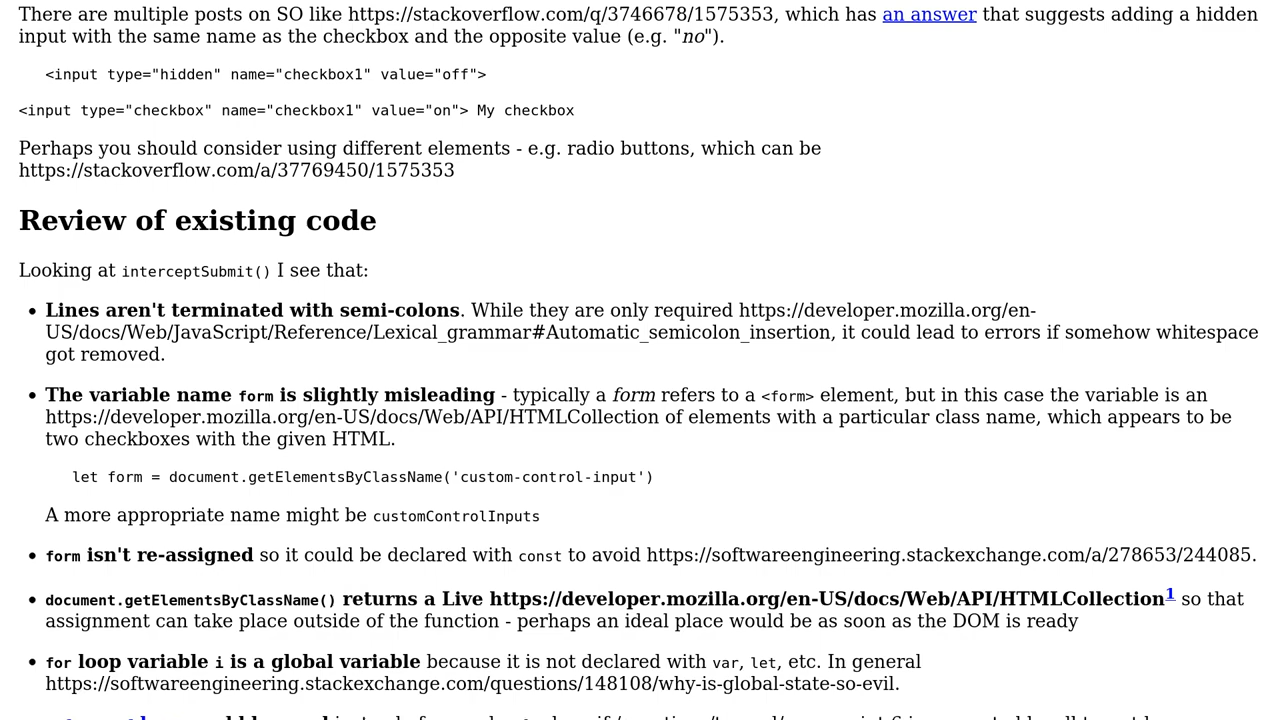 There are multiple posts on SO like https://stackoverflow.com/q/3746678/1575353, which has an answer that suggests adding a hidden
input with the same name as the checkbox and the opposite value (e.g. "no").
<input type="hidden" name="checkbox1" value="off">
<input type="checkbox" name="checkbox1" value="on"> My checkbox
Perhaps you should consider using different elements - e.g. radio buttons, which can be
https://stackoverflow.com/a/37769450/1575353
Review of existing code
Looking at interceptSubmit() I see that:
• Lines aren't terminated with semi-colons. While they are only required https://developer.mozilla.org/en-
US/docs/Web/JavaScript/Reference/Lexical_grammar#Automatic_semicolon_insertion, it could lead to errors if somehow whitespace
got removed.
• The variable name form is slightly misleading - typically a form refers to a <form> element, but in this case the variable is an
https://developer.mozilla.org/en-US/docs/Web/API/HTMLCollection of elements with a particular class name, which appears to be
two checkboxes with the given HTML.
let form = document.getElementsByClassName('custom-control-input')
A more appropriate name might be customControlInputs
• form isn't re-assigned so it could be declared with const to avoid https://softwareengineering.stackexchange.com/a/278653/244085.
• document.getElementsByClassName() returns a Live https://developer.mozilla.org/en-US/docs/Web/API/HTMLCollection1 so that
assignment can take place outside of the function - perhaps an ideal place would be as soon as the DOM is ready
• for loop variable i is a global variable because it is not declared with var, let, etc. In general
https://softwareengineering.stackexchange.com/questions/148108/why-is-global-state-so-evil.